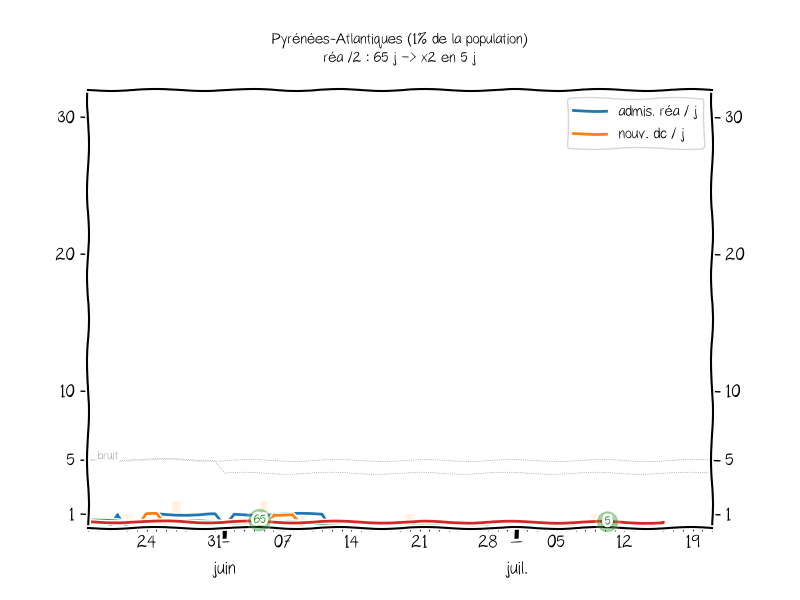 Pyrénées-Atlantiques (1% de la population)
réa /2 : 65 j -> x2 en 5 j
admis. réa / j
nouv. dc / j
30 30
20 20
10 10
5 bruit 5
1 65 5 1
24 31 07 14 21 28 05 12 19
juin juil.